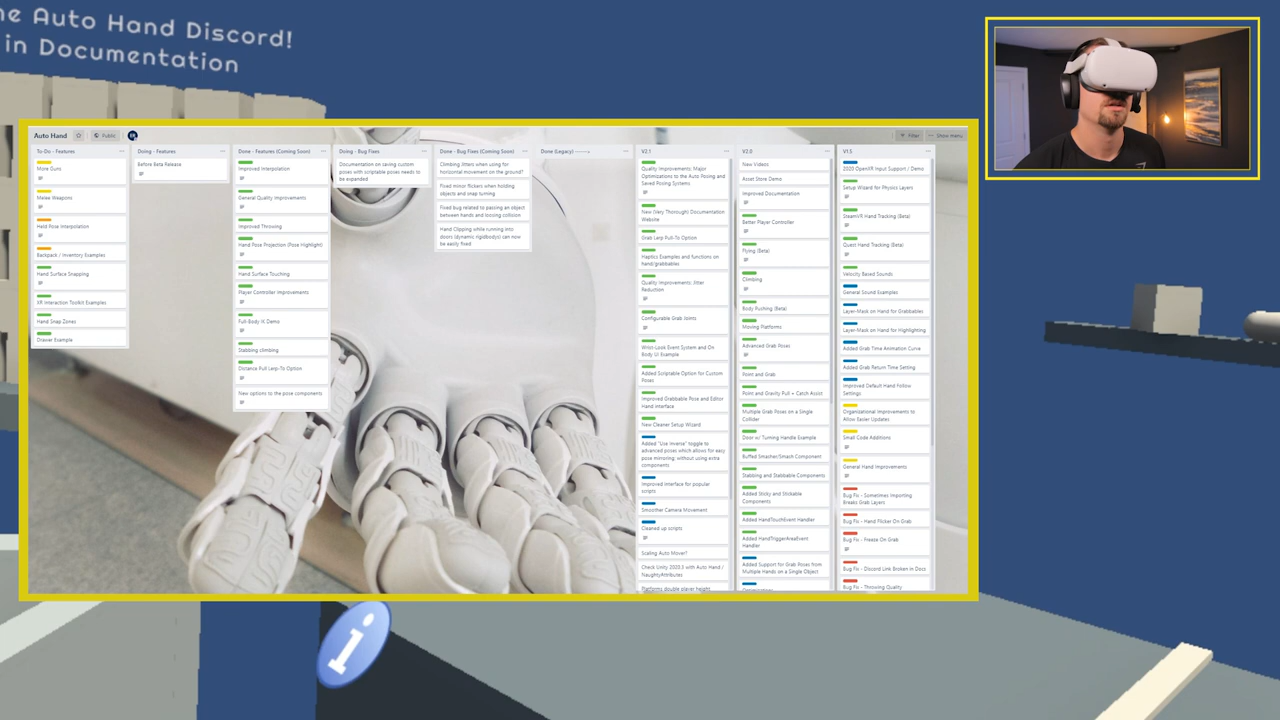 ne Auto Hand Discord!
in Documentation
Auto Hand
Public
Filter
Show menu
To-Do - Features
More Guns
Melee Weapons
Held Pose Interpolation
Backpack / Inventory Examples
Hand Surface Snapping
XR Interaction Toolkit Examples
Hand Snap Zones
Drawer Example
Doing - Features
Before Beta Release
Done - Features (Coming Soon)
Improved Interpolation
General Quality Improvements
Improved Throwing
Hand Pose Projection (Pose Highlight)
Hand Surface Touching
Player Controller Improvements
Full-Body IK Demo
Stabbing climbing
Distance Pull Lerp-To Option
New options to the pose components
Doing - Bug Fixes
Documentation on saving custom
poses with scriptable poses needs to
be expanded
Done - Bug Fixes (Coming Soon)
Climbing Jitters when using for
horizontal movement on the ground?
Fixed minor flickers when holding
objects and snap turning
Fixed bug related to passing an object
between hands and loosing collision
Hand Clipping while running into
doors (dynamic rigidbodys) can now
be easily fixed
Done (Legacy) ------>
V2.1
Quality Improvements: Major
Optimizations to the Auto Posing and
Saved Posing Systems
New (Very Thorough) Documentation
Website
Grab Lerp Pull-To Option
Haptics Examples and functions on
hand/grabbables
Quality Improvements: Jitter
Reduction
Configurable Grab Joints
Wrist-Look Event System and On
Body UI Example
Added Scriptable Option for Custom
Poses
Improved Grabbable Pose and Editor
Hand interface
New Cleaner Setup Wizard
Added "Use Inverse" toggle to
advanced poses which allows for easy
pose mirroring without using extra
components
Improved interface for popular
scripts
Smoother Camera Movement
Cleaned up scripts
Scaling Auto Mover?
Check Unity 2020.3 with Auto Hand /
NaughtyAttributes
Platforms double player height
V2.0
New Videos
Asset Store Demo
Improved Documentation
Better Player Controller
Flying (Beta)
Climbing
Body Pushing (Beta)
Moving Platforms
Advanced Grab Poses
Point and Grab
Point and Gravity Pull + Catch Assist
Multiple Grab Poses on a Single
Collider
Door w/ Turning Handle Example
Buffed Smasher/Smash Component
Stabbing and Stabbable Components
Added Sticky and Stickable
Components
Added HandTouchEvent Handler
Added HandTriggerAreaEvent
Handler
Added Support for Grab Poses from
Multiple Hands on a Single Object
V1.5
2020 OpenXR Input Support / Demo
Setup Wizard for Physics Layers
SteamVR Hand Tracking (Beta)
Quest Hand Tracking (Beta)
Velocity Based Sounds
General Sound Examples
Layer-Mask on Hand for Grabbables
Layer-Mask on Hand for Highlighting
Added Grab Time Animation Curve
Added Grab Return Time Setting
Improved Default Hand Follow
Settings
Organizational Improvements to
Allow Easier Updates
Small Code Additions
General Hand Improvements
Bug Fix - Sometimes Importing
Breaks Grab Layers
Bug Fix - Hand Flicker On Grab
Bug Fix - Freeze On Grab
Bug Fix - Discord Link Broken in Docs
Bug Fix - Throwing Quality